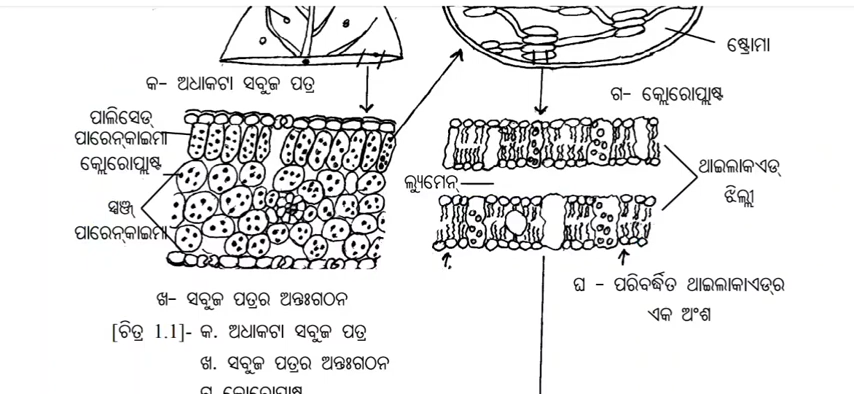 ଷ୍ଟ୍ରୋମା
କ- ଅଧାକଟା ସବୁଜ ପତ୍ର
ଗ- କ୍ଲୋରୋପ୍ଲାଷ୍ଟ
ପାଲିସେଡ୍
ପାରେନ୍‌କାଇମା
କ୍ଲୋରୋପ୍ଲାଷ୍ଟ
ସ୍ପଞ୍ଜ୍
ପାରେନ୍‌କାଇମା
ଲ୍ୟୁମେନ୍
ଥାଇଲାକଏଡ୍
ଝିଲ୍ଲୀ
ଖ- ସବୁଜ ପତ୍ରର ଅନ୍ତଃଗଠନ
ଘ - ପରିବର୍ଦ୍ଧିତ ଥାଇଲାକାଏଡ୍‌ର
ଏକ ଅଂଶ
[ଚିତ୍ର 1.1]- କ. ଅଧାକଟା ସବୁଜ ପତ୍ର
ଖ. ସବୁଜ ପତ୍ରର ଅନ୍ତଃଗଠନ